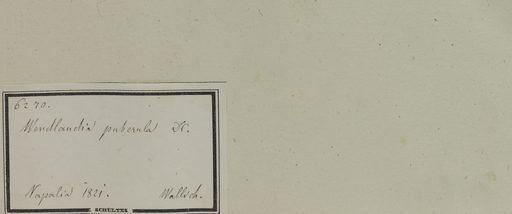 6270.
Wendlandia puberula DC.
Napalia 1821. Wallich.
SCHULTES